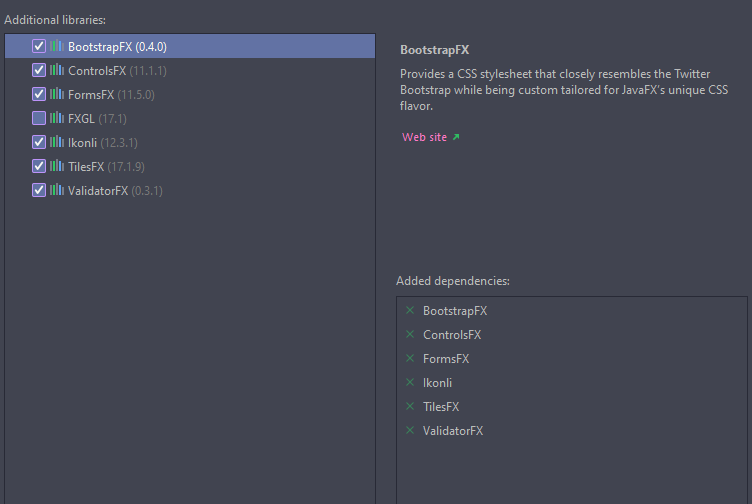 Additional libraries:
BootstrapFX (0.4.0)
ControlsFX (11.1.1)
FormsFX (11.5.0)
FXGL (17.1)
Ikonli (12.3.1)
TilesFX (17.1.9)
ValidatorFX (0.3.1)
BootstrapFX
Provides a CSS stylesheet that closely resembles the Twitter
Bootstrap while being custom tailored for JavaFX's unique CSS
flavor.
Web site
Added dependencies:
BootstrapFX
ControlsFX
FormsFX
Ikonli
TilesFX
ValidatorFX